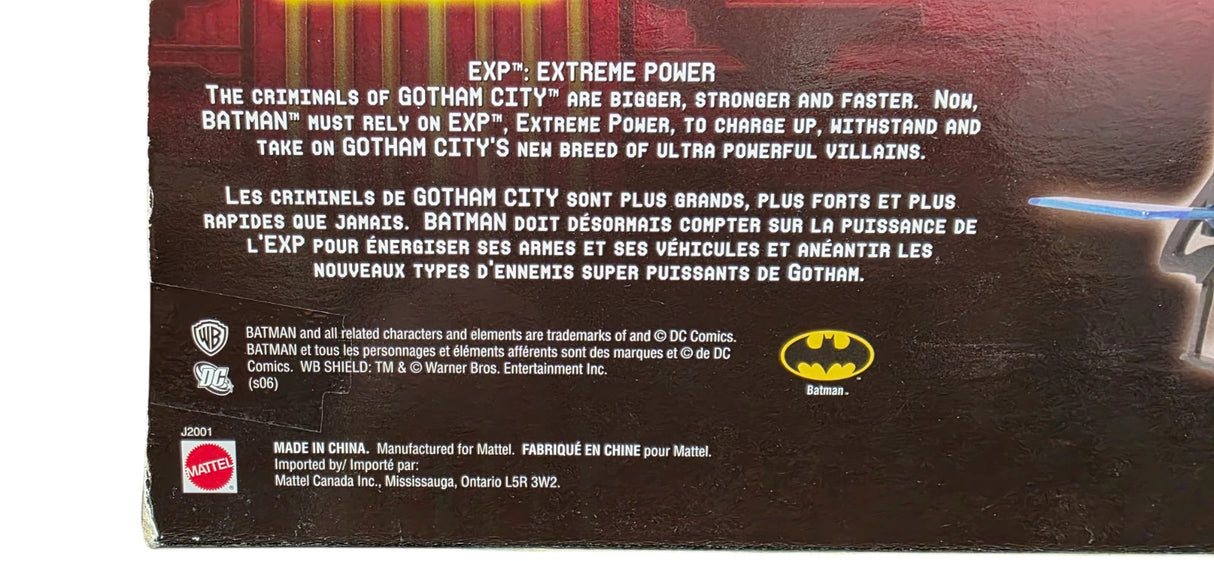 EXP™: EXTREME POWER
THE CRIMINALS OF GOTHAM CITY™ ARE BIGGER, STRONGER AND FASTER. NOW,
BATMAN™ MUST RELY ON EXP™, EXTREME POWER, TO CHARGE UP, WITHSTAND AND
TAKE ON GOTHAM CITY'S NEW BREED OF ULTRA POWERFUL VILLAINS.
LES CRIMINELS DE GOTHAM CITY SONT PLUS GRANDS, PLUS FORTS ET PLUS
RAPIDES QUE JAMAIS. BATMAN DOIT DÉSORMAIS COMPTER SUR LA PUISSANCE DE
L'EXP POUR ÉNERGISER SES ARMES ET SES VÉHICULES ET ANÉANTIR LES
NOUVEAUX TYPES D'ENNEMIS SUPER PUISSANTS DE GOTHAM.
WB
BATMAN and all related characters and elements are trademarks of and © DC Comics.
BATMAN et tous les personnages et éléments afférents sont des marques et © de DC
Comics. WB SHIELD: TM & © Warner Bros. Entertainment Inc.
(s06)
DC
Batman™
J2001
MATTEL
MADE IN CHINA. Manufactured for Mattel. FABRIQUÉ EN CHINE pour Mattel.
Imported by/ Importé par:
Mattel Canada Inc., Mississauga, Ontario L5R 3W2.